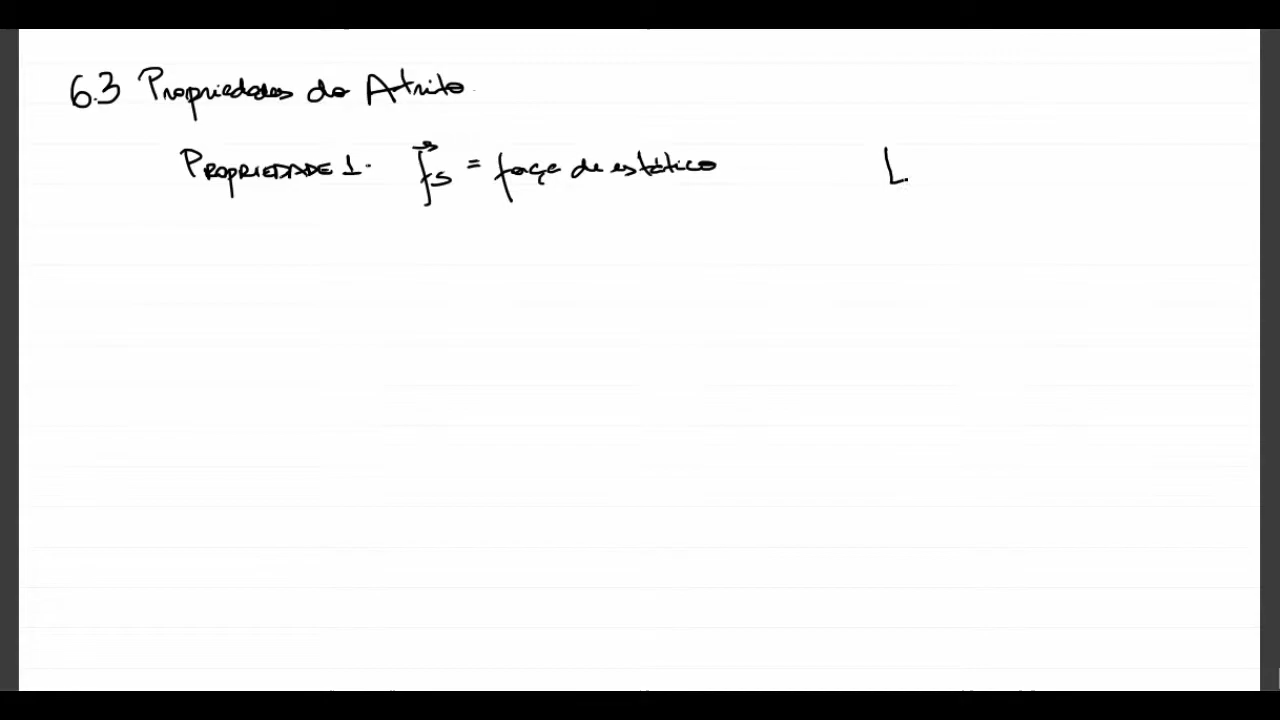 6.3 Propriedades do Atrito
PROPRIEDADE 1. f⃗s = força de estático